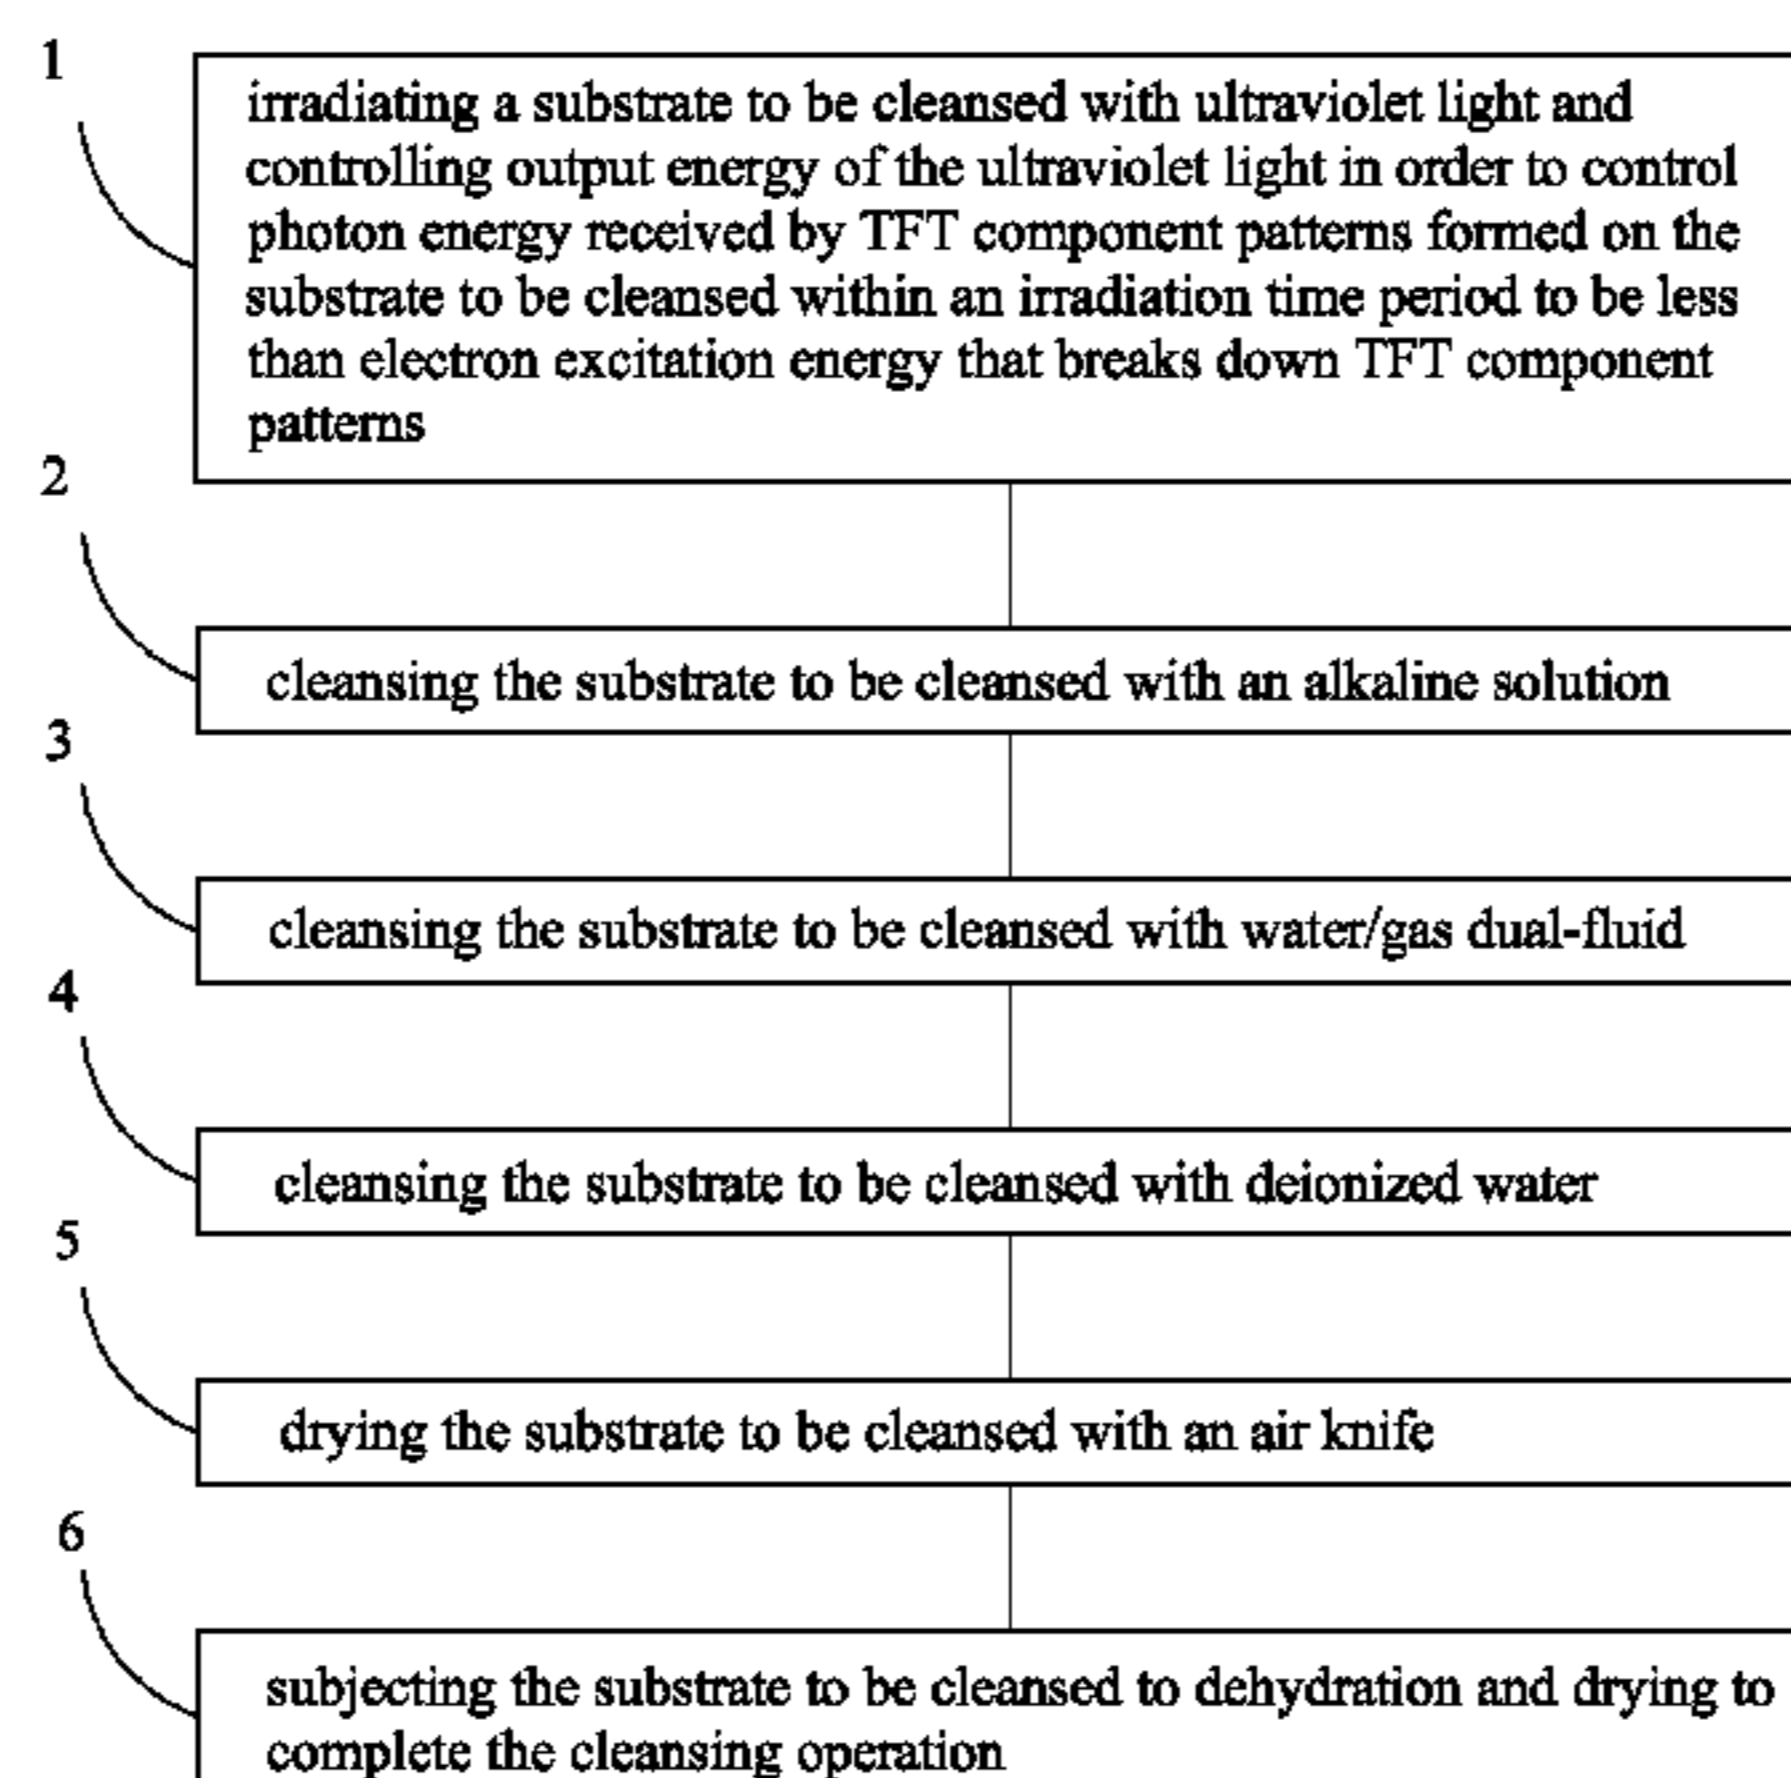 1
irradiating a substrate to be cleansed with ultraviolet light and
controlling output energy of the ultraviolet light in order to control
photon energy received by TFT component patterns formed on the
substrate to be cleansed within an irradiation time period to be less
than electron excitation energy that breaks down TFT component
patterns
2
cleansing the substrate to be cleansed with an alkaline solution
3
cleansing the substrate to be cleansed with water/gas dual-fluid
4
cleansing the substrate to be cleansed with deionized water
5
drying the substrate to be cleansed with an air knife
6
subjecting the substrate to be cleansed to dehydration and drying to
complete the cleansing operation